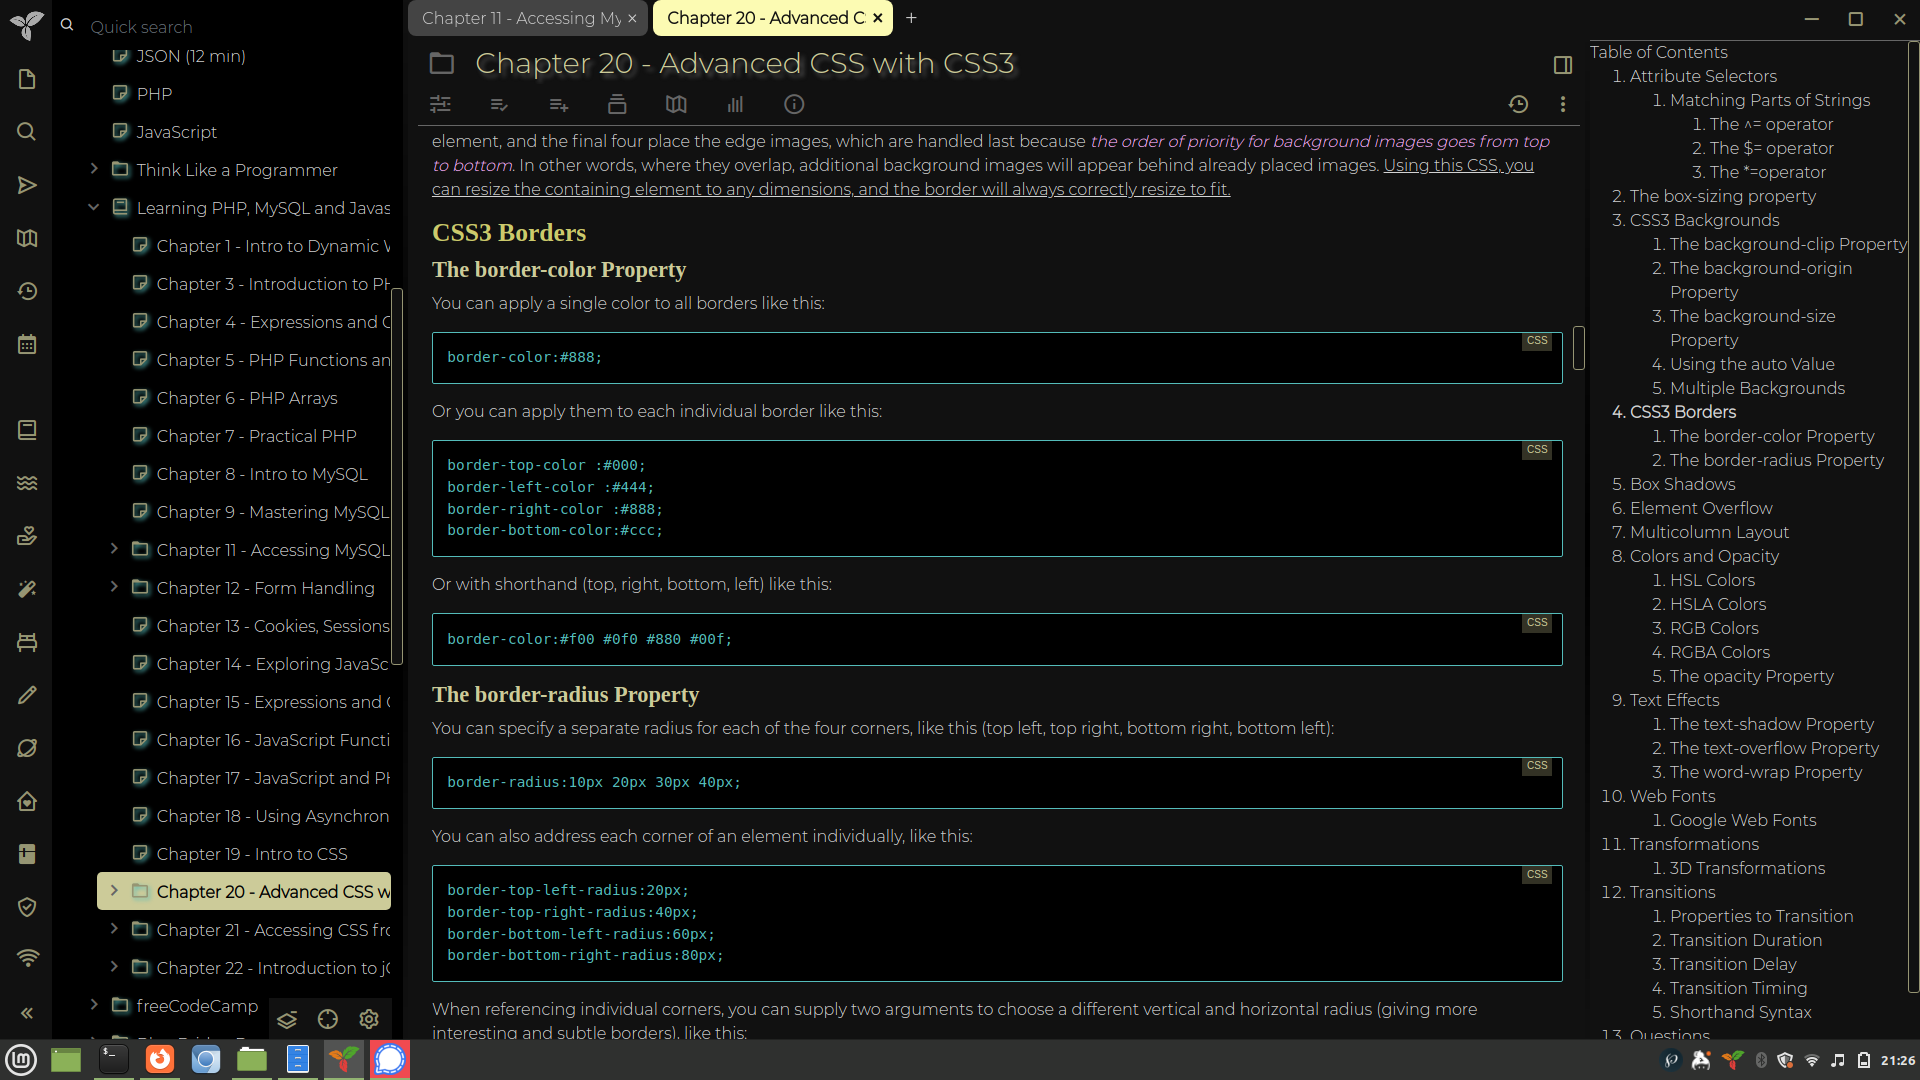 Quick search
JSON (12 min)
PHP
JavaScript
Think Like a Programmer
Learning PHP, MySQL and Javas
Chapter 1 - Intro to Dynamic W
Chapter 3 - Introduction to PH
Chapter 4 - Expressions and C
Chapter 5 - PHP Functions an
Chapter 6 - PHP Arrays
Chapter 7 - Practical PHP
Chapter 8 - Intro to MySQL
Chapter 9 - Mastering MySQL
Chapter 11 - Accessing MySQL
Chapter 12 - Form Handling
Chapter 13 - Cookies, Sessions
Chapter 14 - Exploring JavaSc
Chapter 15 - Expressions and
Chapter 16 - JavaScript Functi
Chapter 17 - JavaScript and PH
Chapter 18 - Using Asynchron
Chapter 19 - Intro to CSS
Chapter 20 - Advanced CSS w
Chapter 21 - Accessing CSS fro
Chapter 22 - Introduction to jQ
freeCodeCamp
Chapter 11 - Accessing My
Chapter 20 - Advanced C
Chapter 20 - Advanced CSS with CSS3
element, and the final four place the edge images, which are handled last because the order of priority for background images goes from top
to bottom. In other words, where they overlap, additional background images will appear behind already placed images. Using this CSS, you
can resize the containing element to any dimensions, and the border will always correctly resize to fit.
CSS3 Borders
The border-color Property
You can apply a single color to all borders like this:
CSS
border-color:#888;
Or you can apply them to each individual border like this:
CSS
border-top-color :#000;
border-left-color :#444;
border-right-color :#888;
border-bottom-color:#ccc;
Or with shorthand (top, right, bottom, left) like this:
CSS
border-color:#f00 #0f0 #880 #00f;
The border-radius Property
You can specify a separate radius for each of the four corners, like this (top left, top right, bottom right, bottom left):
CSS
border-radius:10px 20px 30px 40px;
You can also address each corner of an element individually, like this:
CSS
border-top-left-radius:20px;
border-top-right-radius:40px;
border-bottom-left-radius:60px;
border-bottom-right-radius:80px;
When referencing individual corners, you can supply two arguments to choose a different vertical and horizontal radius (giving more
interesting and subtle borders), like this:
Table of Contents
1. Attribute Selectors
1. Matching Parts of Strings
1. The ^= operator
2. The $= operator
3. The *=operator
2. The box-sizing property
3. CSS3 Backgrounds
1. The background-clip Property
2. The background-origin
Property
3. The background-size
Property
4. Using the auto Value
5. Multiple Backgrounds
4. CSS3 Borders
1. The border-color Property
2. The border-radius Property
5. Box Shadows
6. Element Overflow
7. Multicolumn Layout
8. Colors and Opacity
1. HSL Colors
2. HSLA Colors
3. RGB Colors
4. RGBA Colors
5. The opacity Property
9. Text Effects
1. The text-shadow Property
2. The text-overflow Property
3. The word-wrap Property
10. Web Fonts
1. Google Web Fonts
11. Transformations
1. 3D Transformations
12. Transitions
1. Properties to Transition
2. Transition Duration
3. Transition Delay
4. Transition Timing
5. Shorthand Syntax
13. Questions
21:26